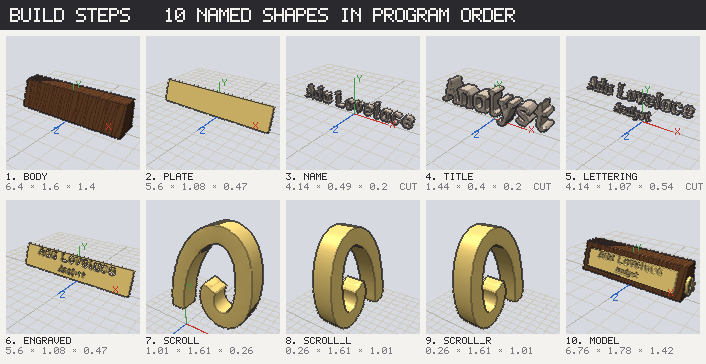 BUILD STEPS 10 NAMED SHAPES IN PROGRAM ORDER
Ada Lovelace
Analyst
Ada Lovelace
Analyst
1. BODY
6.4 × 1.6 × 1.4
2. PLATE
5.6 × 1.08 × 0.47
3. NAME
4.14 × 0.49 × 0.2 CUT
4. TITLE
1.44 × 0.4 × 0.2 CUT
5. LETTERING
4.14 × 1.07 × 0.54 CUT
Ada Lovelace
Analyst
Ada Lovelace
Analyst
6. ENGRAVED
5.6 × 1.08 × 0.47
7. SCROLL
1.01 × 1.61 × 0.26
8. SCROLL_L
0.26 × 1.61 × 1.01
9. SCROLL_R
0.26 × 1.61 × 1.01
10. MODEL
6.76 × 1.78 × 1.42